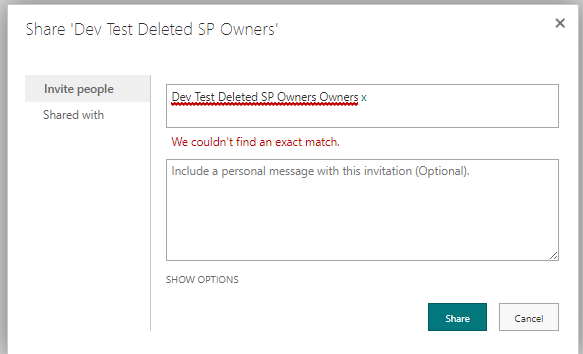 Share 'Dev Test Deleted SP Owners'
Invite people
Shared with
Dev Test Deleted SP Owners Owners x
We couldn't find an exact match.
Include a personal message with this invitation (Optional).
SHOW OPTIONS
Share
Cancel